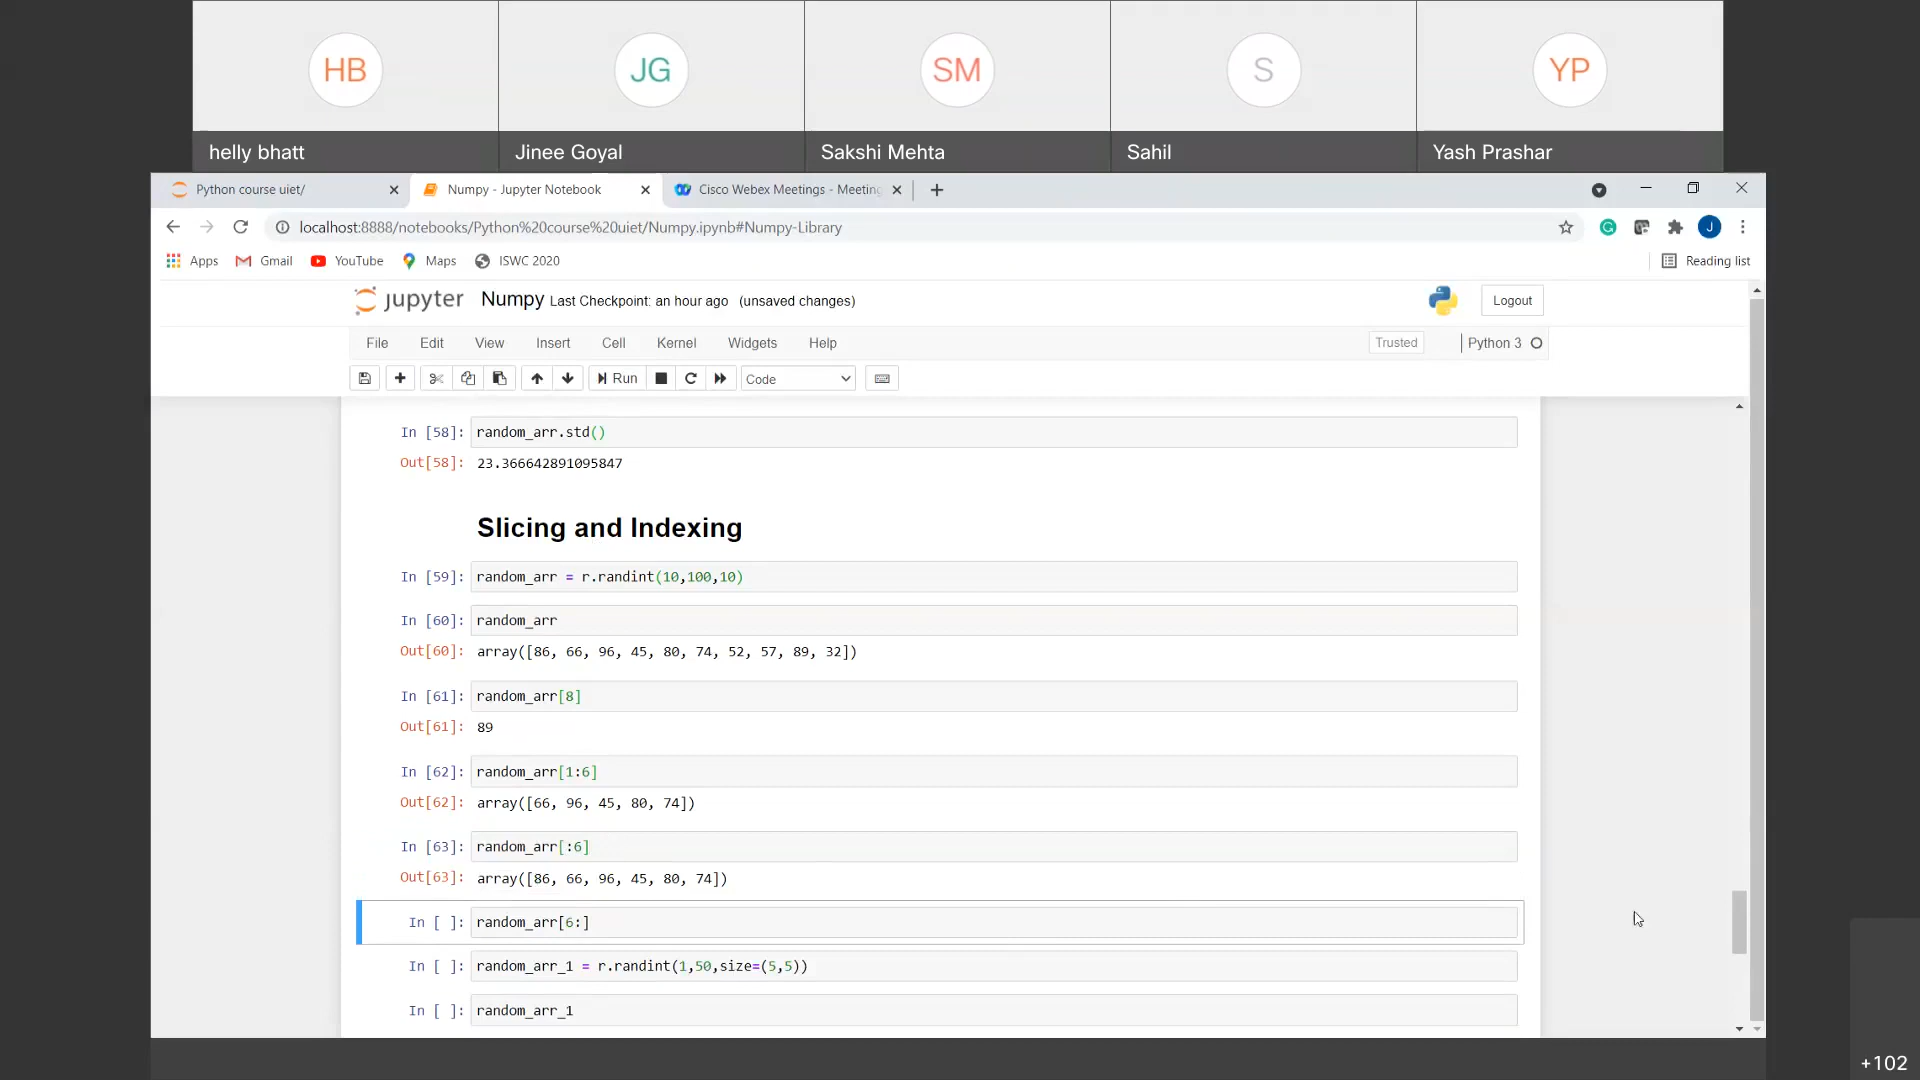 HB
JG
SM
S
YP
helly bhatt
Jinee Goyal
Sakshi Mehta
Sahil
Yash Prashar
Python course uiet/
Numpy - Jupyter Notebook
Cisco Webex Meetings - Meeting
localhost:8888/notebooks/Python%20course%20uiet/Numpy.ipynb#Numpy-Library
J
Apps
Gmail
YouTube
Maps
ISWC 2020
Reading list
jupyter
Numpy Last Checkpoint: an hour ago (unsaved changes)
Logout
File
Edit
View
Insert
Cell
Kernel
Widgets
Help
Trusted
Python 3
Run
Code
In [58]: random_arr.std()
Out[58]: 23.366642891095847
Slicing and Indexing
In [59]: random_arr = r.randint(10,100,10)
In [60]: random_arr
Out[60]: array([86, 66, 96, 45, 80, 74, 52, 57, 89, 32])
In [61]: random_arr[8]
Out[61]: 89
In [62]: random_arr[1:6]
Out[62]: array([66, 96, 45, 80, 74])
In [63]: random_arr[:6]
Out[63]: array([86, 66, 96, 45, 80, 74])
In [ ]: random_arr[6:]
In [ ]: random_arr_1 = r.randint(1,50,size=(5,5))
In [ ]: random_arr_1
+102